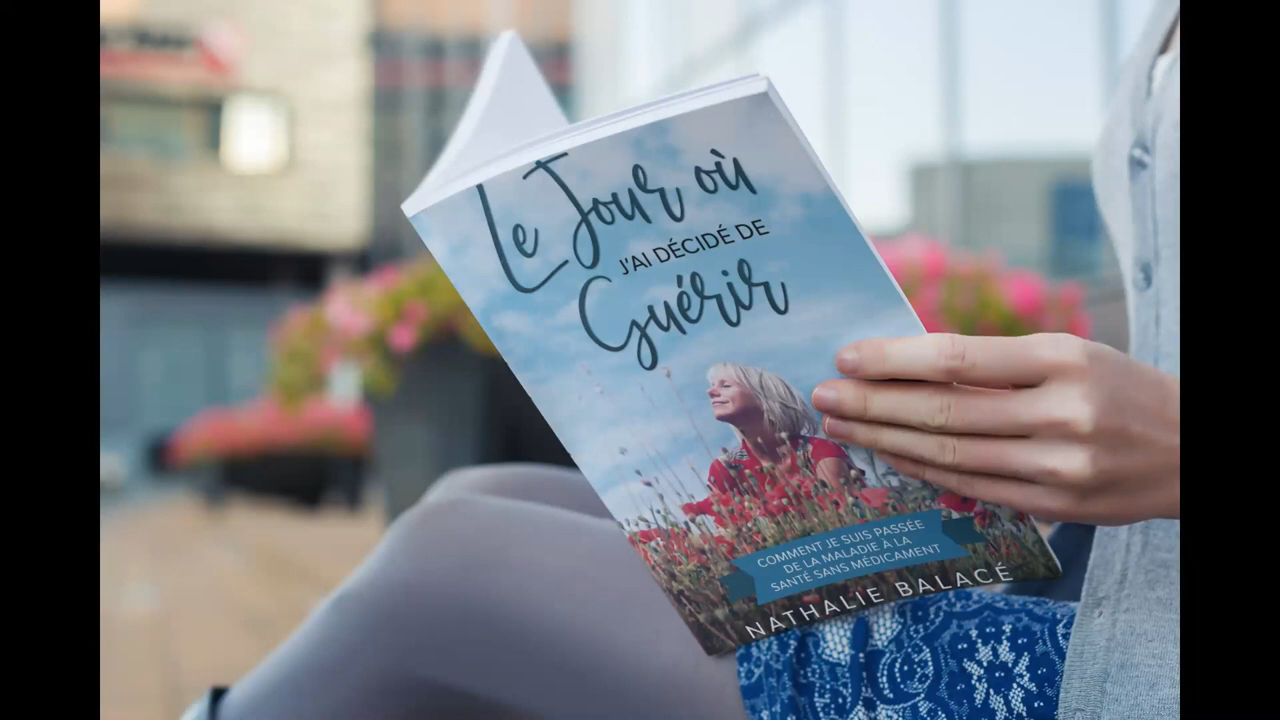 Le Jour où
J'AI DÉCIDÉ DE
Guérir
COMMENT JE SUIS PASSÉE
DE LA MALADIE À LA
SANTÉ SANS MÉDICAMENT
NATHALIE BALACÉ